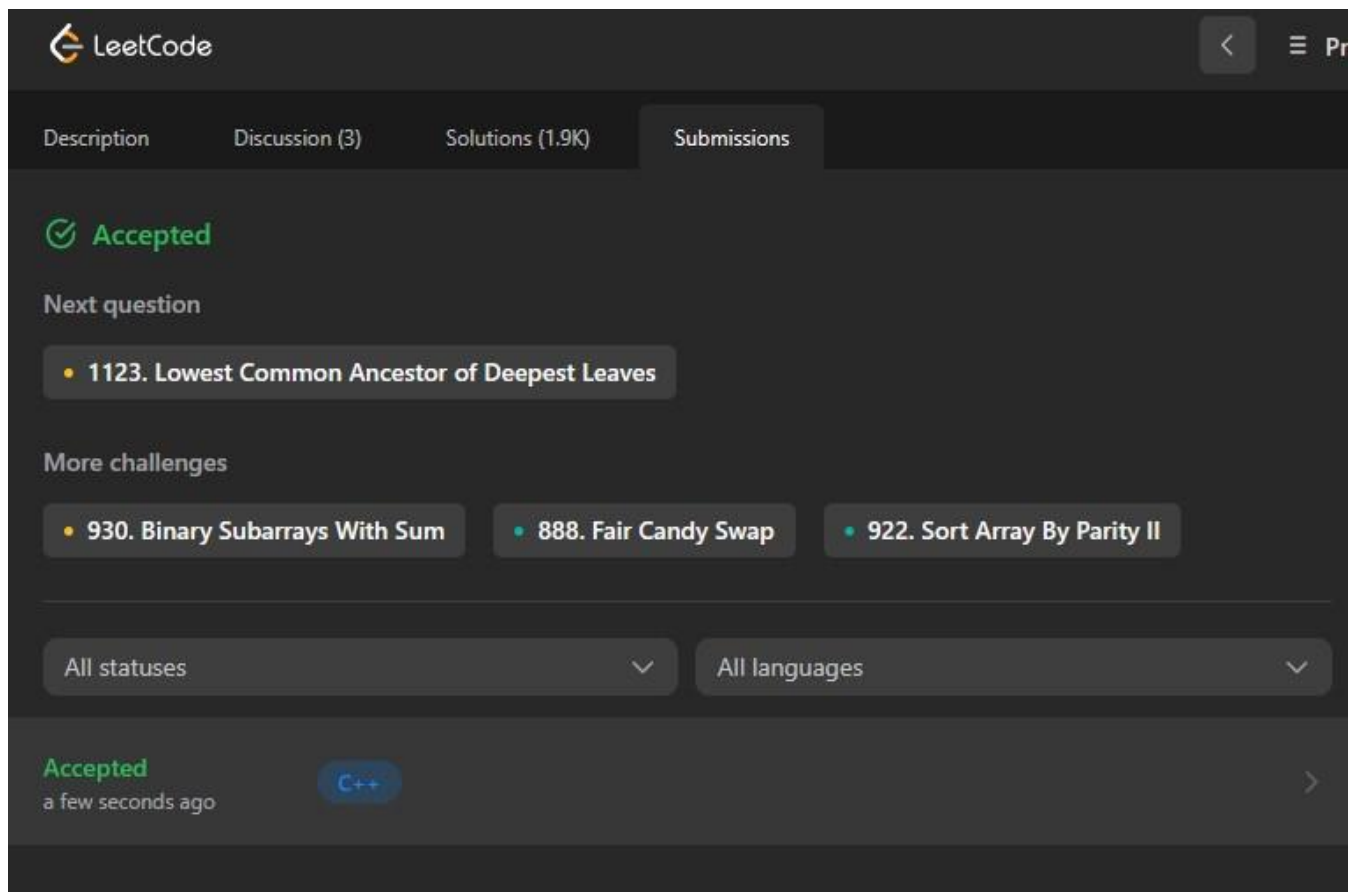 LeetCode
Pr
Description Discussion (3) Solutions (1.9K) Submissions
Accepted
Next question
• 1123. Lowest Common Ancestor of Deepest Leaves
More challenges
• 930. Binary Subarrays With Sum • 888. Fair Candy Swap • 922. Sort Array By Parity II
All statuses All languages
Accepted
C++
a few seconds ago